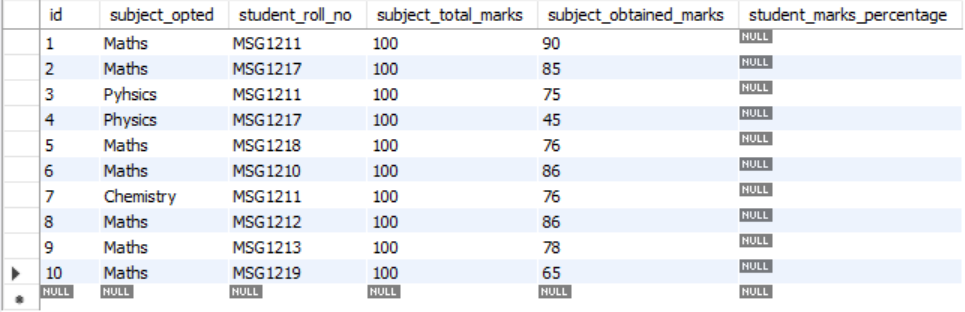 id subject_opted student_roll_no subject_total_marks subject_obtained_marks student_marks_percentage
1 Maths MSG1211 100 90 NULL
2 Maths MSG1217 100 85 NULL
3 Pyhsics MSG1211 100 75 NULL
4 Physics MSG1217 100 45 NULL
5 Maths MSG1218 100 76 NULL
6 Maths MSG1210 100 86 NULL
7 Chemistry MSG1211 100 76 NULL
8 Maths MSG1212 100 86 NULL
9 Maths MSG1213 100 78 NULL
10 Maths MSG1219 100 65 NULL
NULL NULL NULL NULL NULL NULL